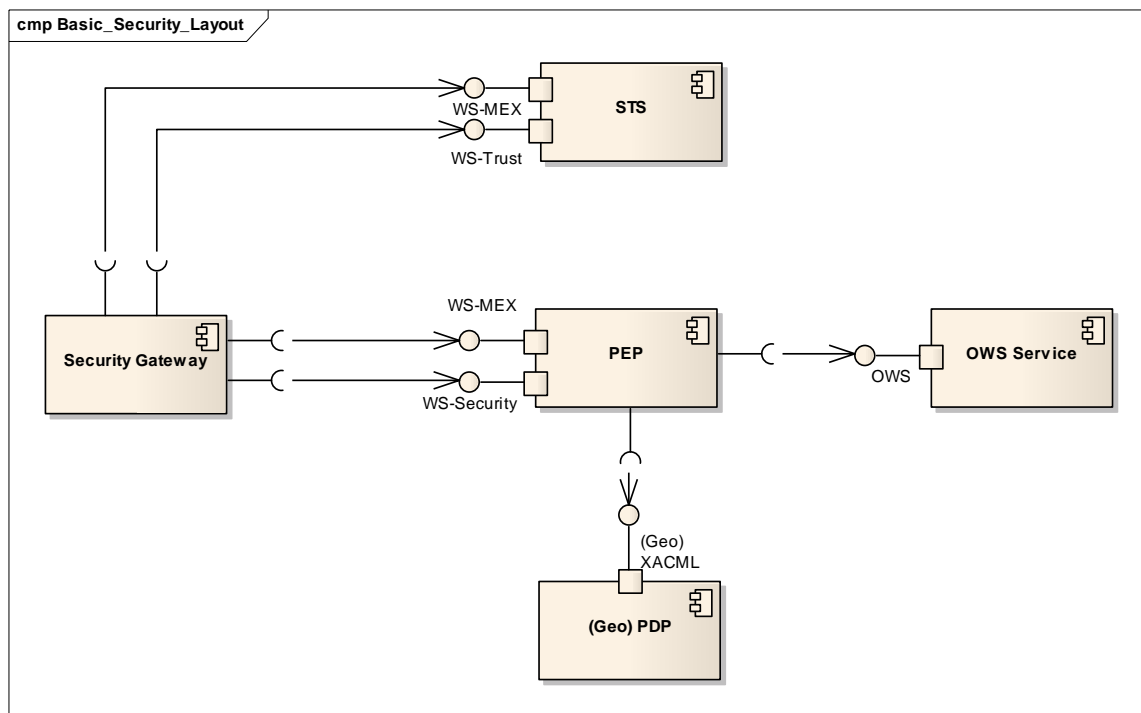 cmp Basic_Security_Layout
STS
WS-MEX
WS-Trust
WS-MEX
Security Gateway
PEP
OWS Service
OWS
WS-Security
(Geo)
XACML
(Geo) PDP